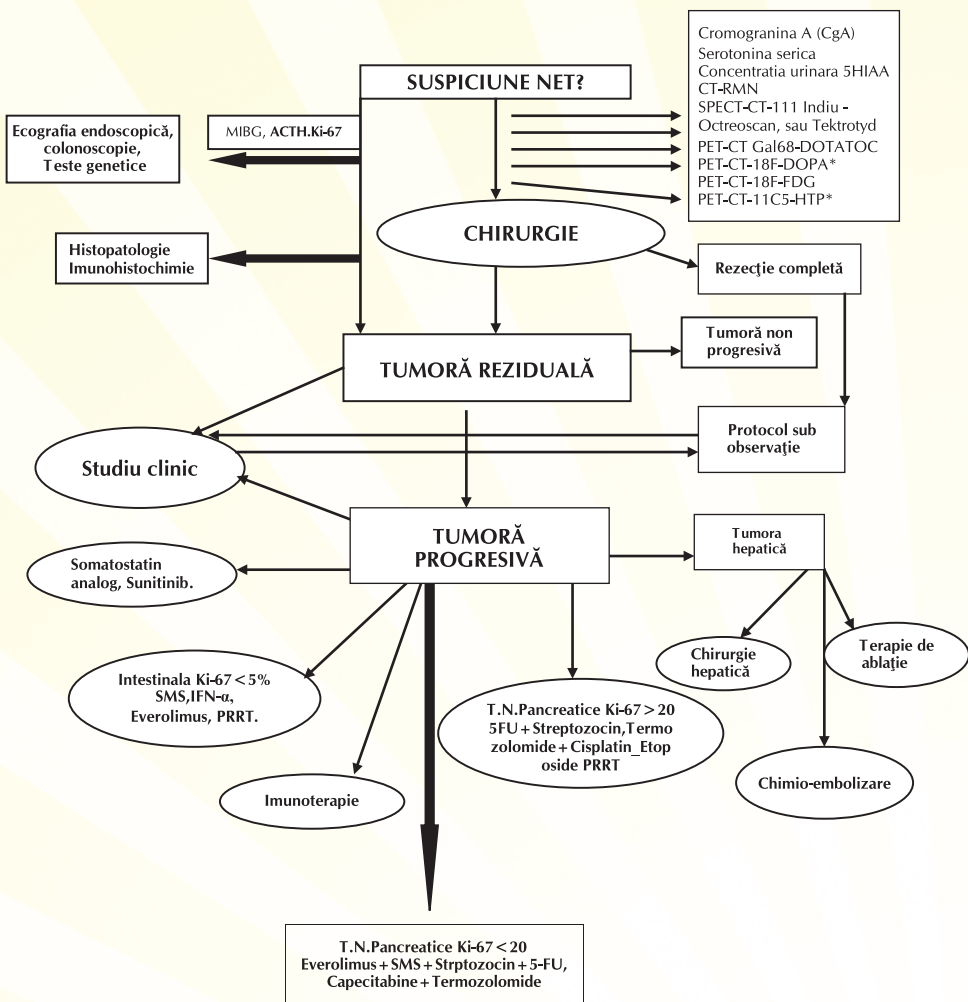 SUSPICIUNE NET?
Cromogranina A (CgA)
Serotonina serica
Concentratia urinara 5HIAA
CT-RMN
SPECT-CT-111 Indiu -
Octreoscan, sau Tektrotyd
PET-CT Gal68-DOTATOC
PET-CT-18F-DOPA*
PET-CT-18F-FDG
PET-CT-11C5-HTP*
Ecografia endoscopică,
colonoscopie,
Teste genetice
MIBG, ACTH.Ki-67
CHIRURGIE
Histopatologie
Imunohistochimie
Rezecţie completă
Tumoră non
progresivă
TUMORĂ REZIDUALĂ
Protocol sub
observaţie
Studiu clinic
TUMORĂ
PROGRESIVĂ
Tumora
hepatică
Somatostatin
analog, Sunitinib.
Chirurgie
hepatică
Terapie de
ablaţie
Intestinala Ki-67<5%
SMS,IFN-α,
Everolimus, PRRT.
T.N.Pancreatice Ki-67>20
5FU+Streptozocin,Termo
zolomide+Cisplatin_Etop
oside PRRT
Imunoterapie
Chimio-embolizare
T.N.Pancreatice Ki-67<20
Everolimus+SMS+Strptozocin+5-FU,
Capecitabine+Termozolomide